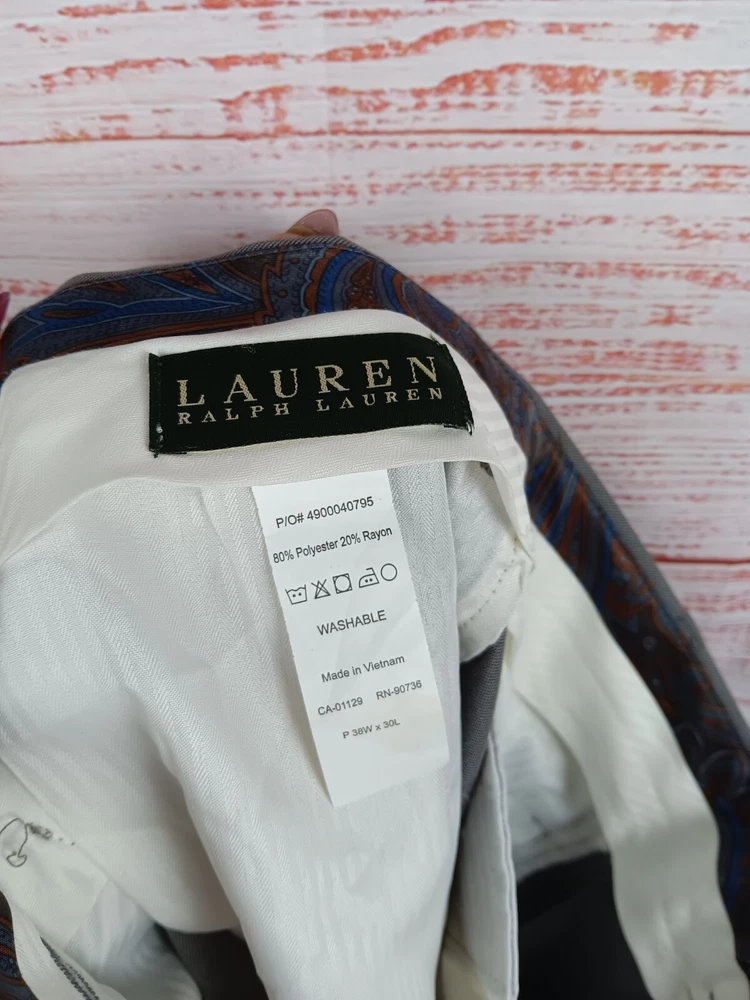 LAUREN
RALPH LAUREN
P/O# 4900040795
80% Polyester 20% Rayon
WASHABLE
Made in Vietnam
CA-01129 RN-90736
P 38W x 30L